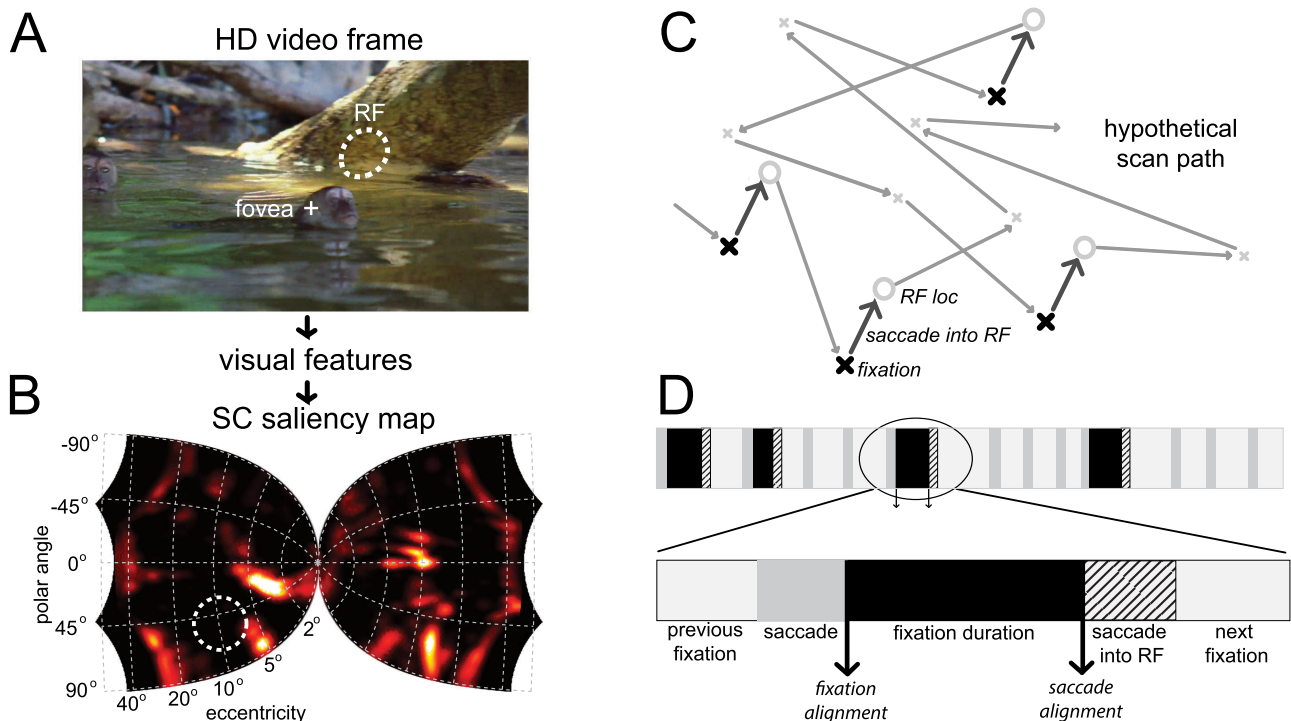 A
HD video frame
RF
fovea +
visual features
B
SC saliency map
-90°
-45°
0°
45°
90°
polar angle
40°
20°
10°
5°
2°
eccentricity
C
hypothetical
scan path
RF loc
saccade into RF
fixation
D
previous
fixation
saccade
fixation duration
saccade
into RF
next
fixation
fixation
alignment
saccade
alignment